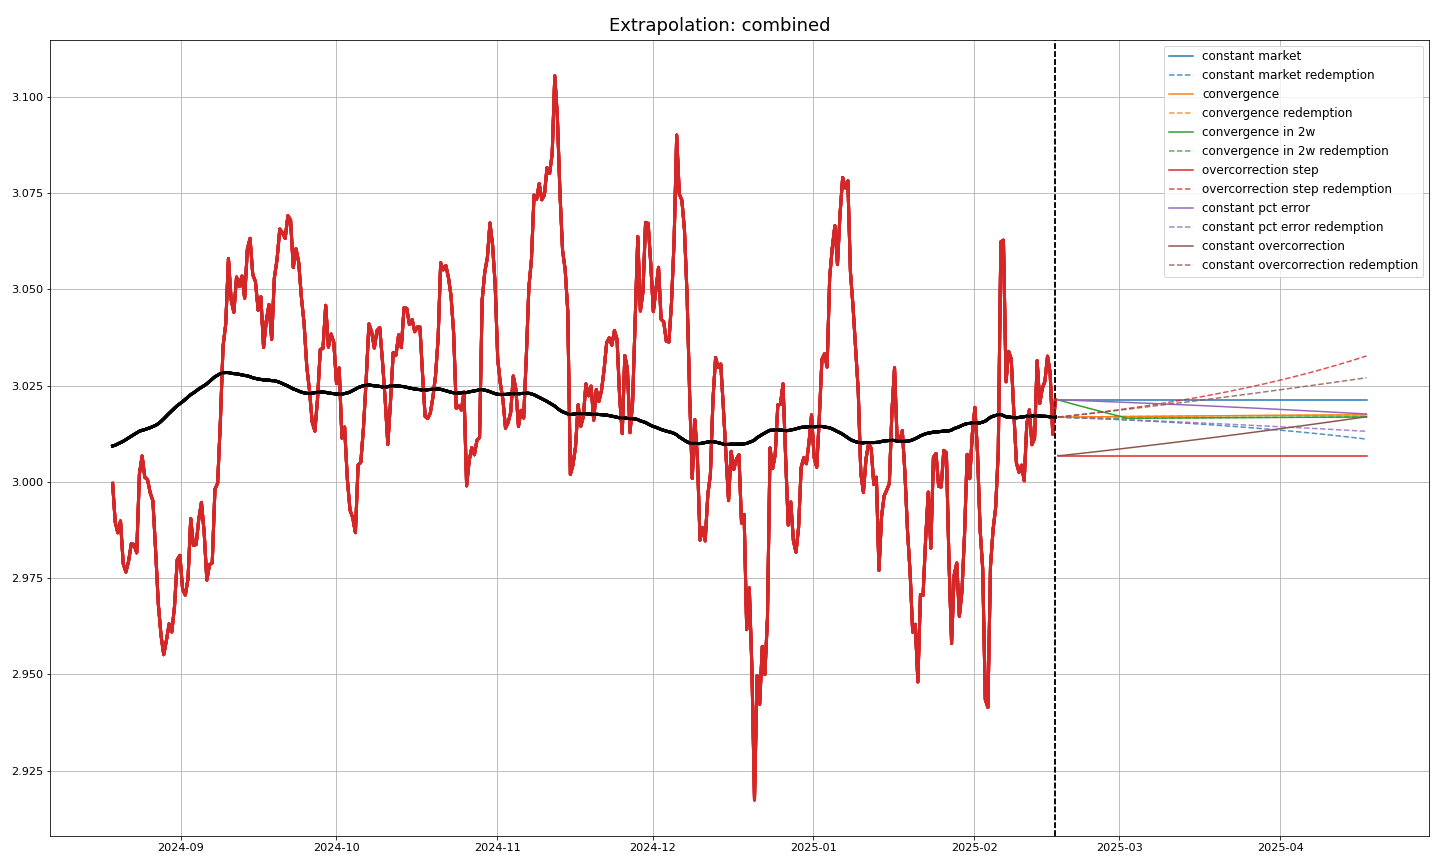 Extrapolation: combined
3.100
3.075
3.050
3.025
3.000
2.975
2.950
2.925
constant market
constant market redemption
convergence
convergence redemption
convergence in 2w
convergence in 2w redemption
overcorrection step
overcorrection step redemption
constant pct error
constant pct error redemption
constant overcorrection
constant overcorrection redemption
2024-09
2024-10
2024-11
2024-12
2025-01
2025-02
2025-03
2025-04